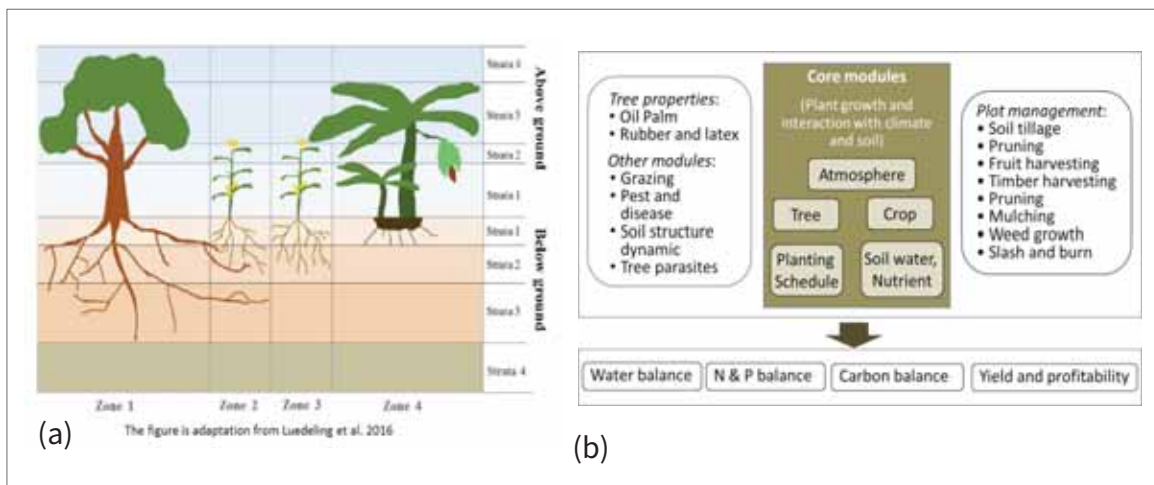 Strata 4
Strata 3
Strata 2
Strata 1
Above ground
Strata 1
Strata 2
Strata 3
Strata 4
Below ground
Zone 1
Zone 2
Zone 3
Zone 4
The figure is adaptation from Luedeling et al. 2016
(a)
Tree properties:
• Oil Palm
• Rubber and latex
Other modules:
• Grazing
• Pest and
disease
• Soil structure
dynamic
• Tree parasites
Core modules
(Plant growth and
interaction with climate
and soil)
Atmosphere
Tree
Crop
Planting
Schedule
Soil water,
Nutrient
Plot management:
• Soil tillage
• Pruning
• Fruit harvesting
• Timber harvesting
• Pruning
• Mulching
• Weed growth
• Slash and burn
Water balance
N & P balance
Carbon balance
Yield and profitability
(b)